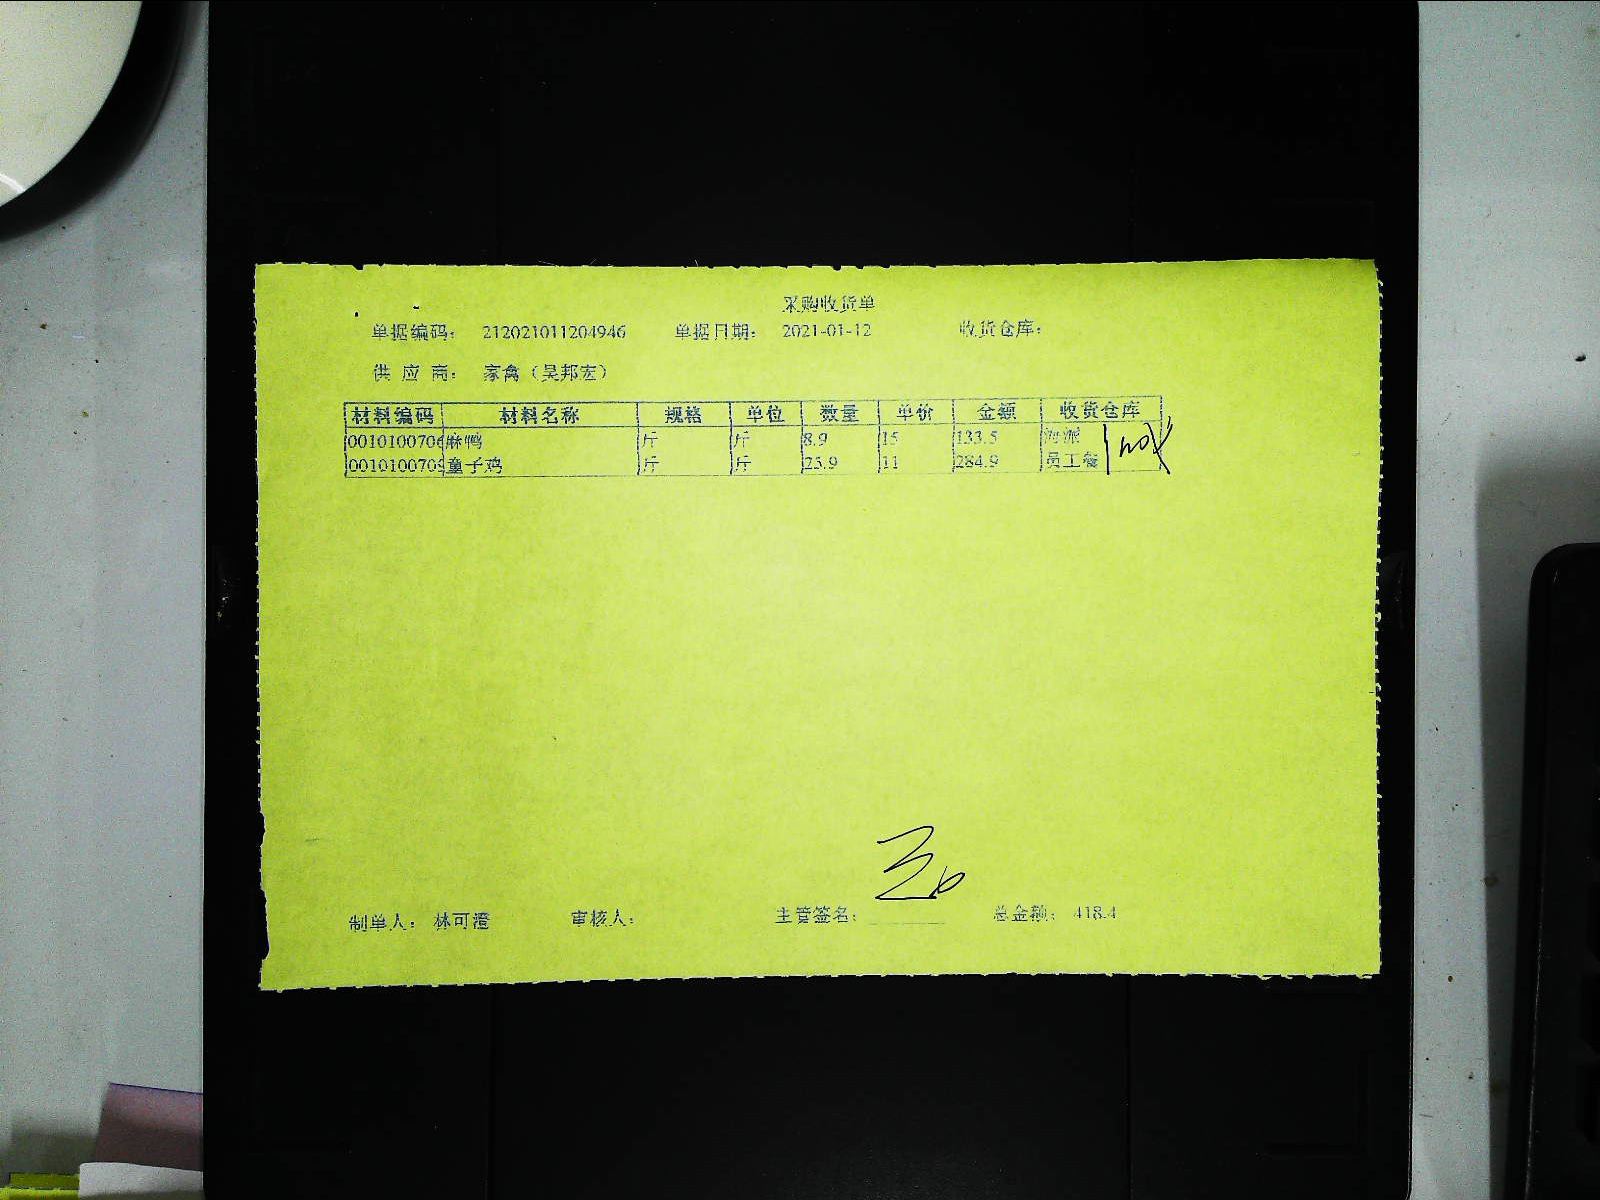 采购收货单
单据编码: 212021011204946 单据日期: 2021-01-12 收货仓库:
供 应 商: 家禽（吴邦宏）
材料编码 材料名称 规格 单位 数量 单价 金额 收货仓库
0010100706 麻鸭 斤 斤 8.9 15 133.5 海派
001010070 童子鸡 斤 斤 25.9 11 284.9 员工餐
制单人: 林可澄 审核人: 主管签名: 总金额: 418.4